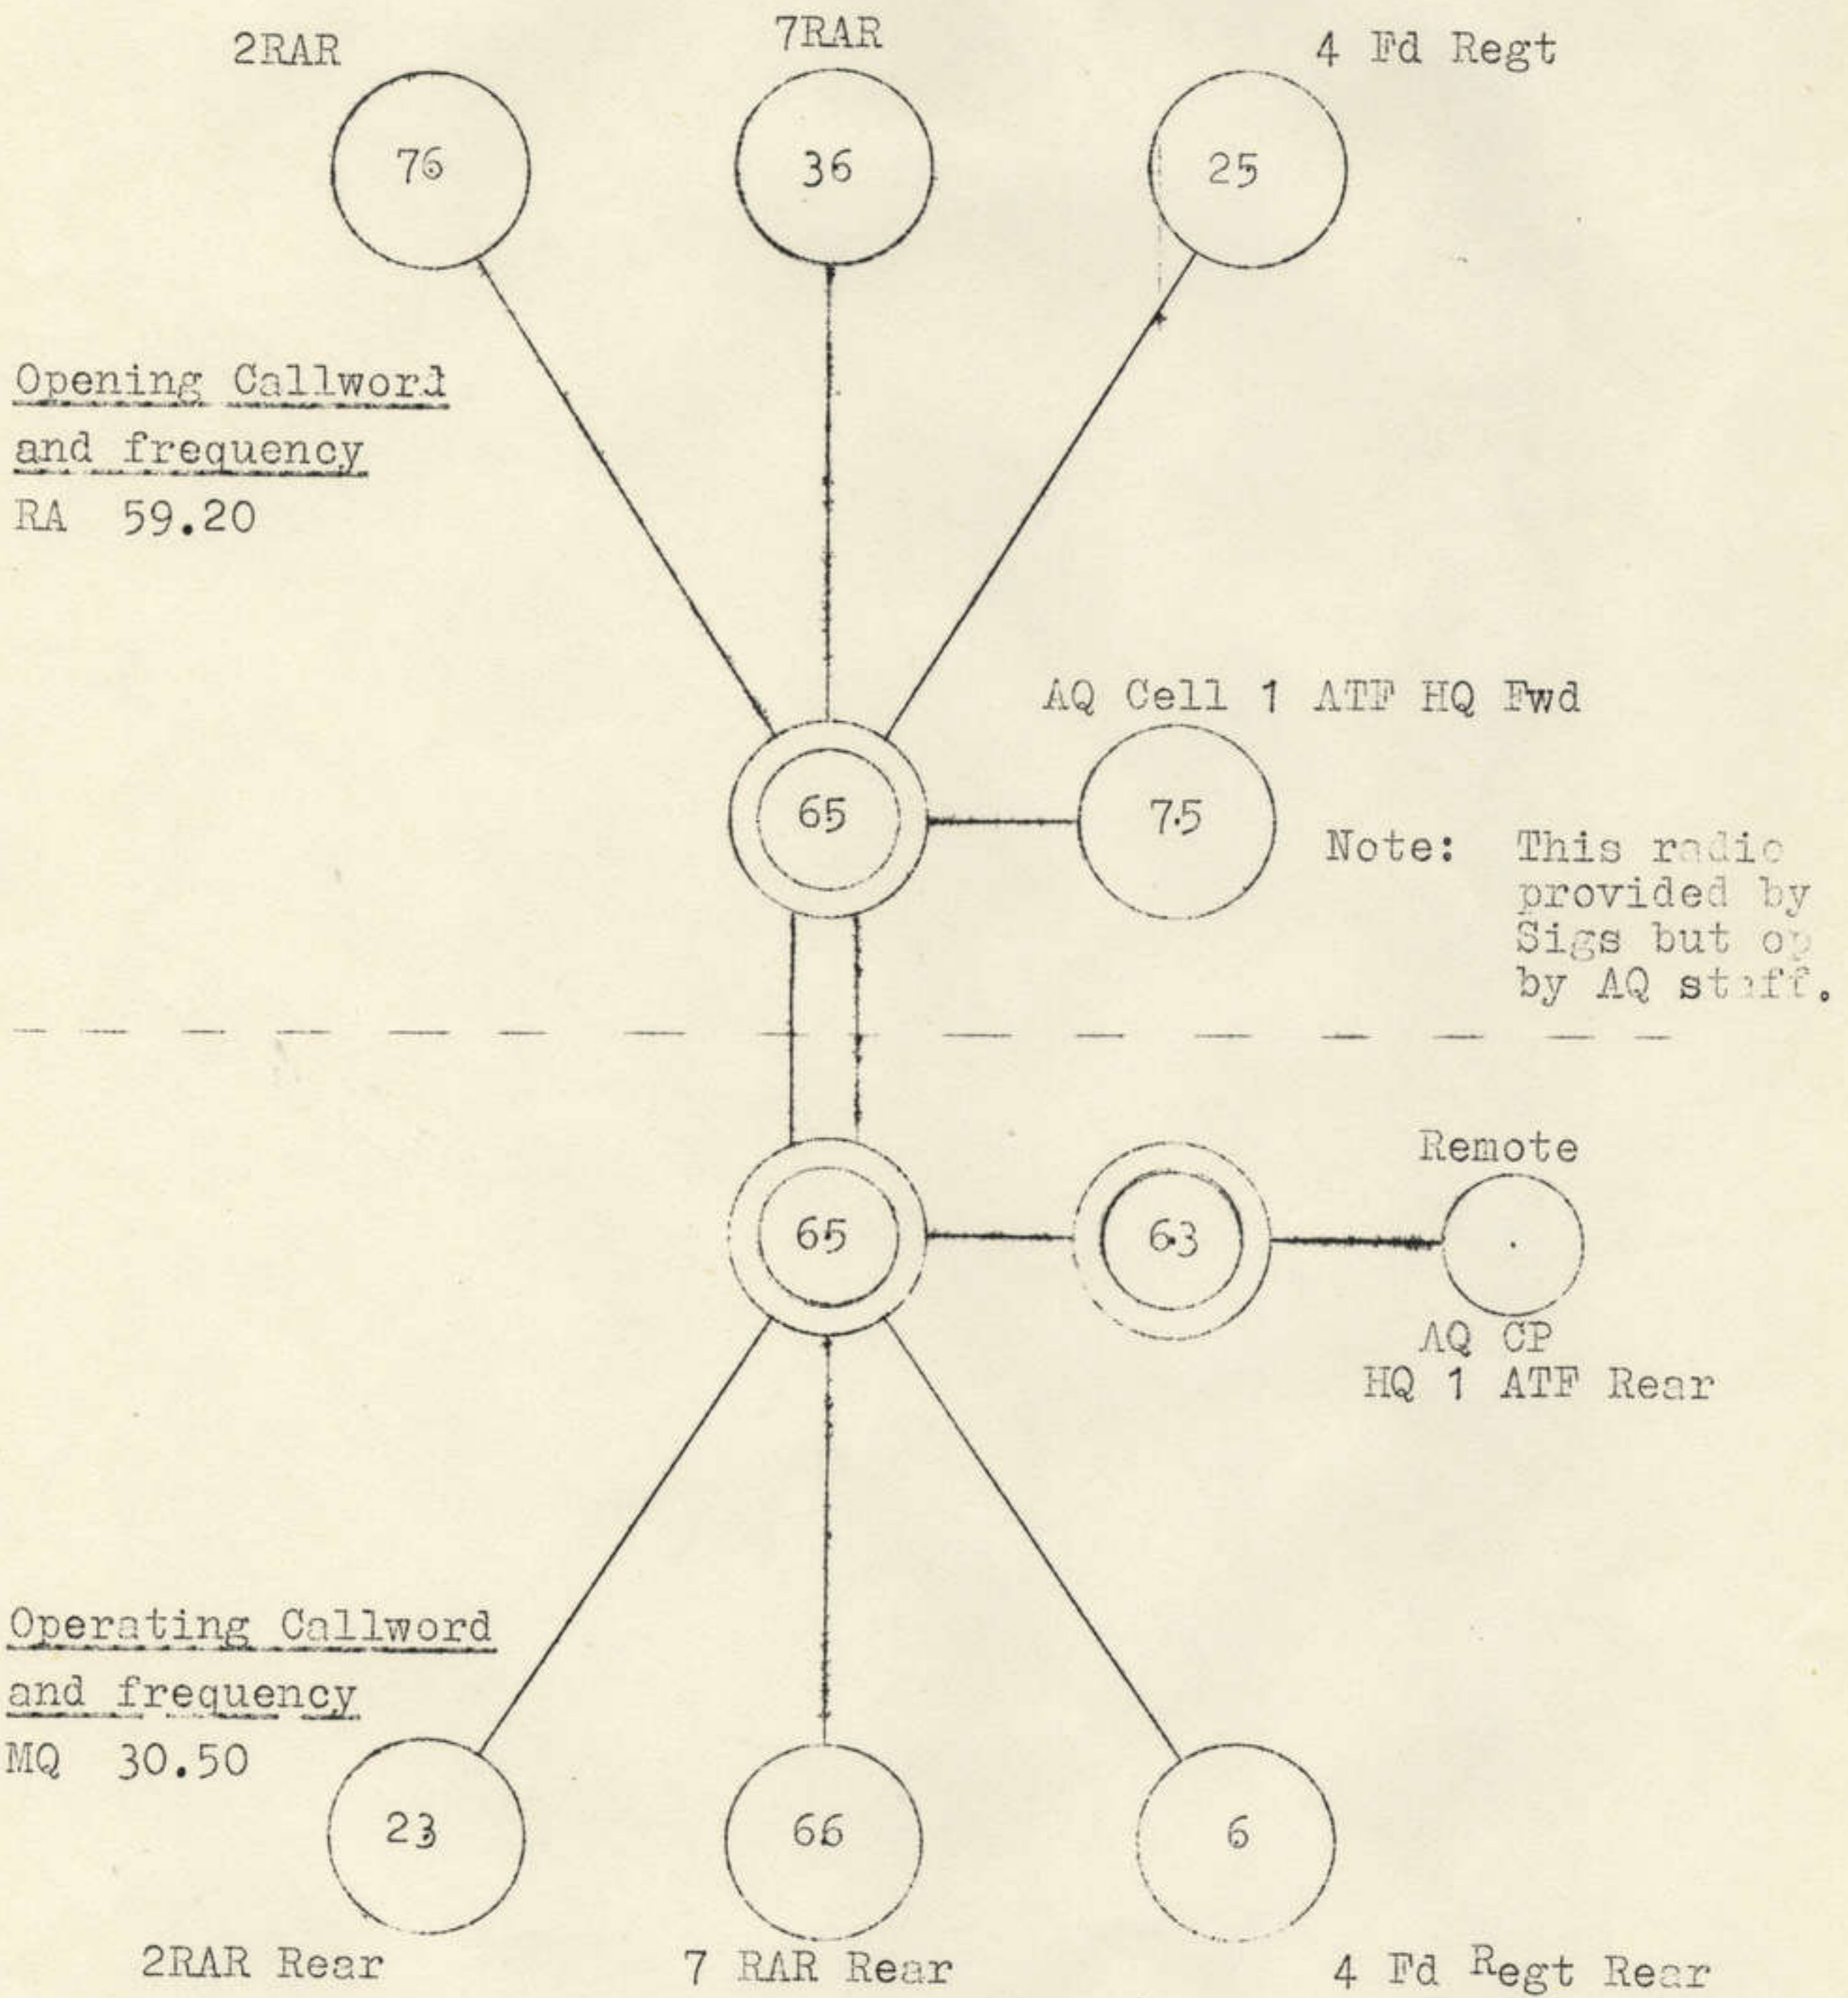 2RAR
7RAR
4 Fd Regt
76
36
25
Opening Callword
and frequency
RA 59.20
AQ Cell 1 ATF HQ Fwd
65
75
Note: This radio
provided by
Sigs but op
by AQ staff.
Remote
65
63
AQ CP
HQ 1 ATF Rear
Operating Callword
and frequency
MQ 30.50
23
66
6
2RAR Rear
7 RAR Rear
4 Fd Regt Rear